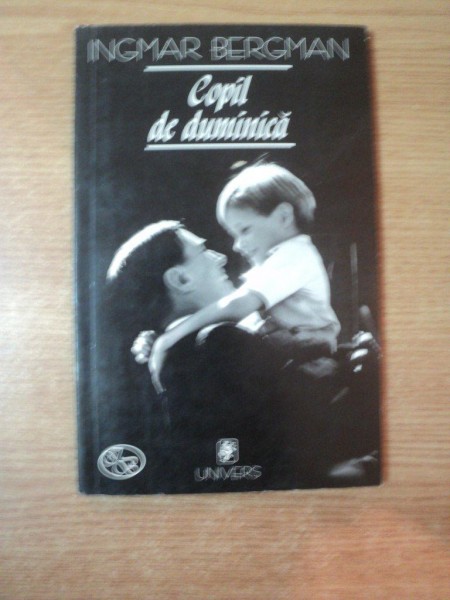 INGMAR BERGMAN
Copil
de duminică
UNIVERS